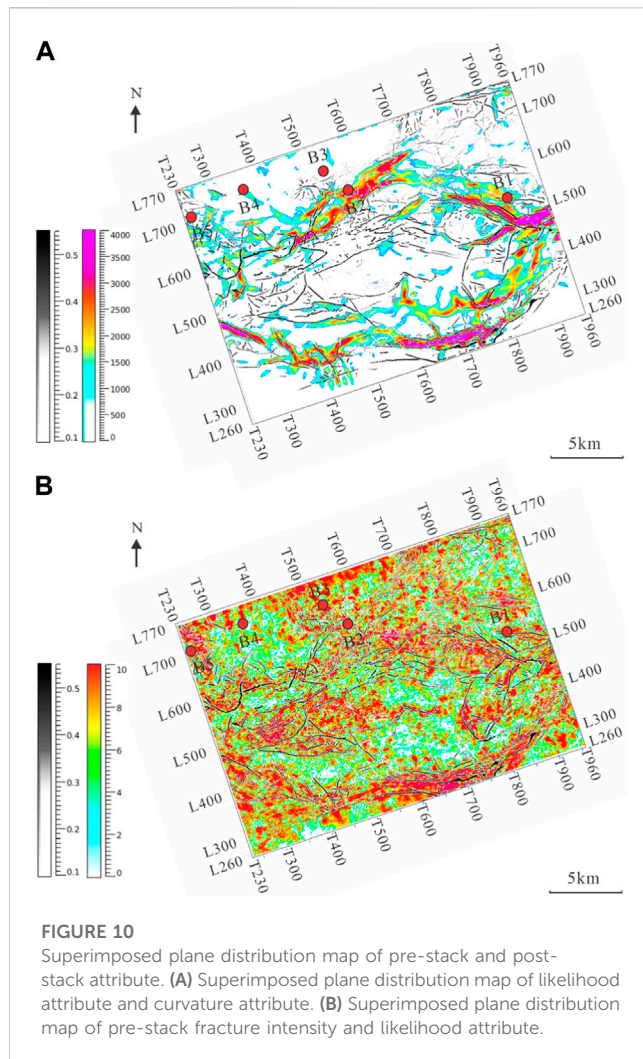 A
N
T230
T300
T400
T500
T600
T700
T800
T900
T960
L770
L700
L600
L500
L400
L300
L260
L770
L700
L600
L500
L400
L300
L260
T230
T300
T400
T500
T600
T700
T800
T900
T960
B3
B4
B2
B1
B5
0.5
0.4
0.3
0.2
0.1
4000
3500
3000
2500
2000
1500
1000
500
0
5km
B
N
T230
T300
T400
T500
T600
T700
T800
T900
T960
L770
L700
L600
L500
L400
L300
L260
L770
L700
L600
L500
L400
L300
L260
T230
T300
T400
T500
T600
T700
T800
T900
T960
B3
B4
B2
B1
B5
0.5
0.4
0.3
0.2
0.1
10
8
6
4
2
0
5km
FIGURE 10
Superimposed plane distribution map of pre-stack and post-
stack attribute. (A) Superimposed plane distribution map of likelihood
attribute and curvature attribute. (B) Superimposed plane distribution
map of pre-stack fracture intensity and likelihood attribute.